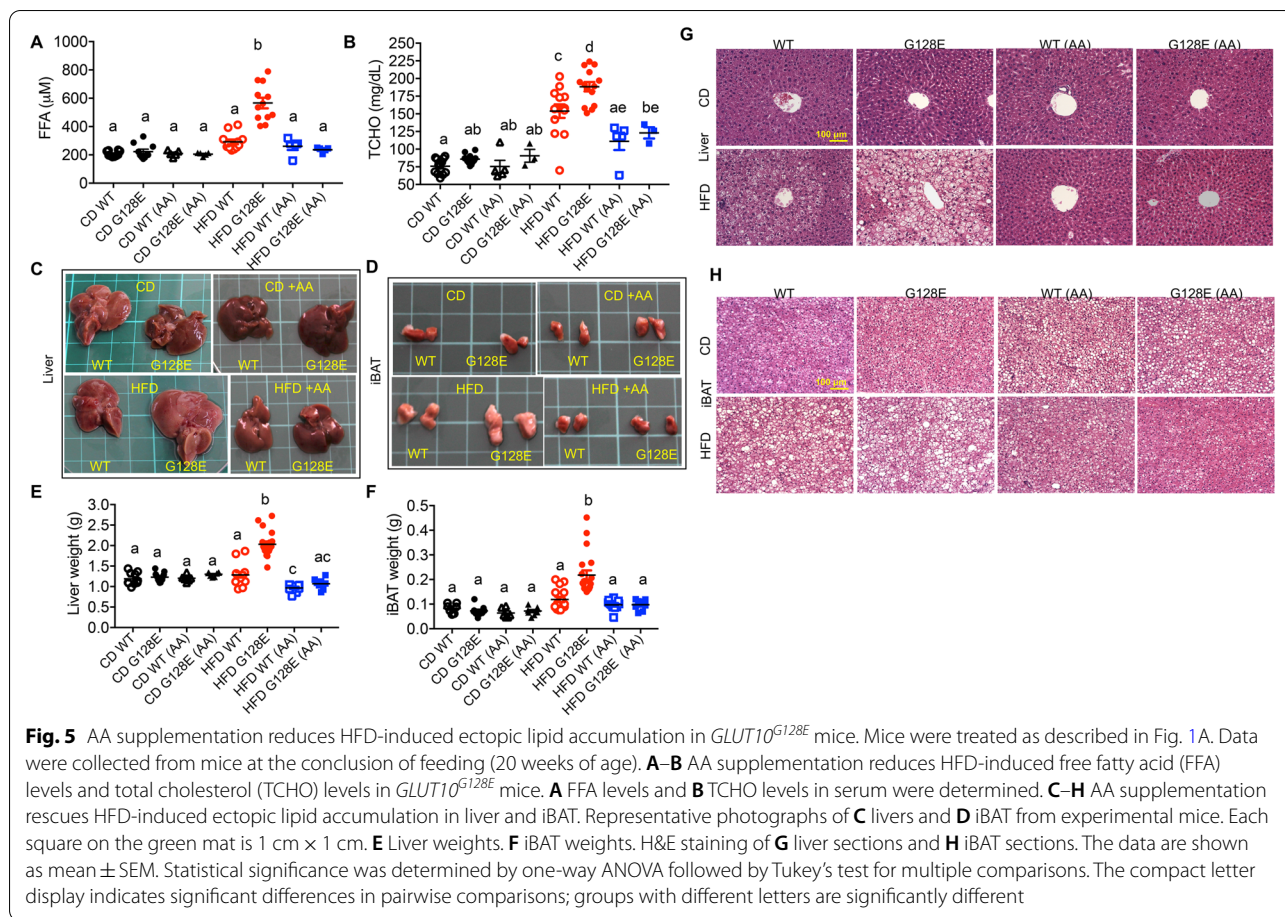 A
FFA (µM)
1000
800
600
400
200
0
a a a a a b a a
CD WT
CD G128E
CD WT (AA)
CD G128E (AA)
HFD WT
HFD G128E
HFD WT (AA)
HFD G128E (AA)
B
TCHO (mg/dL)
250
225
200
175
150
125
100
75
50
a ab ab ab c d ae be
CD WT
CD G128E
CD WT (AA)
CD G128E (AA)
HFD WT
HFD G128E
HFD WT (AA)
HFD G128E (AA)
C
Liver
CD
WT G128E
CD +AA
WT G128E
HFD
WT G128E
HFD +AA
WT G128E
D
iBAT
CD
WT G128E
CD +AA
WT G128E
HFD
WT G128E
HFD +AA
WT G128E
E
Liver weight (g)
3.0
2.5
2.0
1.5
1.0
0.5
0.0
a a a a a b c ac
CD WT
CD G128E
CD WT (AA)
CD G128E (AA)
HFD WT
HFD G128E
HFD WT (AA)
HFD G128E (AA)
F
iBAT weight (g)
0.5
0.4
0.3
0.2
0.1
0.0
a a a a a b a a
CD WT
CD G128E
CD WT (AA)
CD G128E (AA)
HFD WT
HFD G128E
HFD WT (AA)
HFD G128E (AA)
G
WT G128E WT (AA) G128E (AA)
CD
Liver
HFD
100 µm
H
WT G128E WT (AA) G128E (AA)
CD
iBAT
HFD
100 µm
Fig. 5 AA supplementation reduces HFD-induced ectopic lipid accumulation in GLUT10G128E mice. Mice were treated as described in Fig. 1A. Data
were collected from mice at the conclusion of feeding (20 weeks of age). A–B AA supplementation reduces HFD-induced free fatty acid (FFA)
levels and total cholesterol (TCHO) levels in GLUT10G128E mice. A FFA levels and B TCHO levels in serum were determined. C–H AA supplementation
rescues HFD-induced ectopic lipid accumulation in liver and iBAT. Representative photographs of C livers and D iBAT from experimental mice. Each
square on the green mat is 1 cm × 1 cm. E Liver weights. F iBAT weights. H&E staining of G liver sections and H iBAT sections. The data are shown
as mean ± SEM. Statistical significance was determined by one-way ANOVA followed by Tukey's test for multiple comparisons. The compact letter
display indicates significant differences in pairwise comparisons; groups with different letters are significantly different